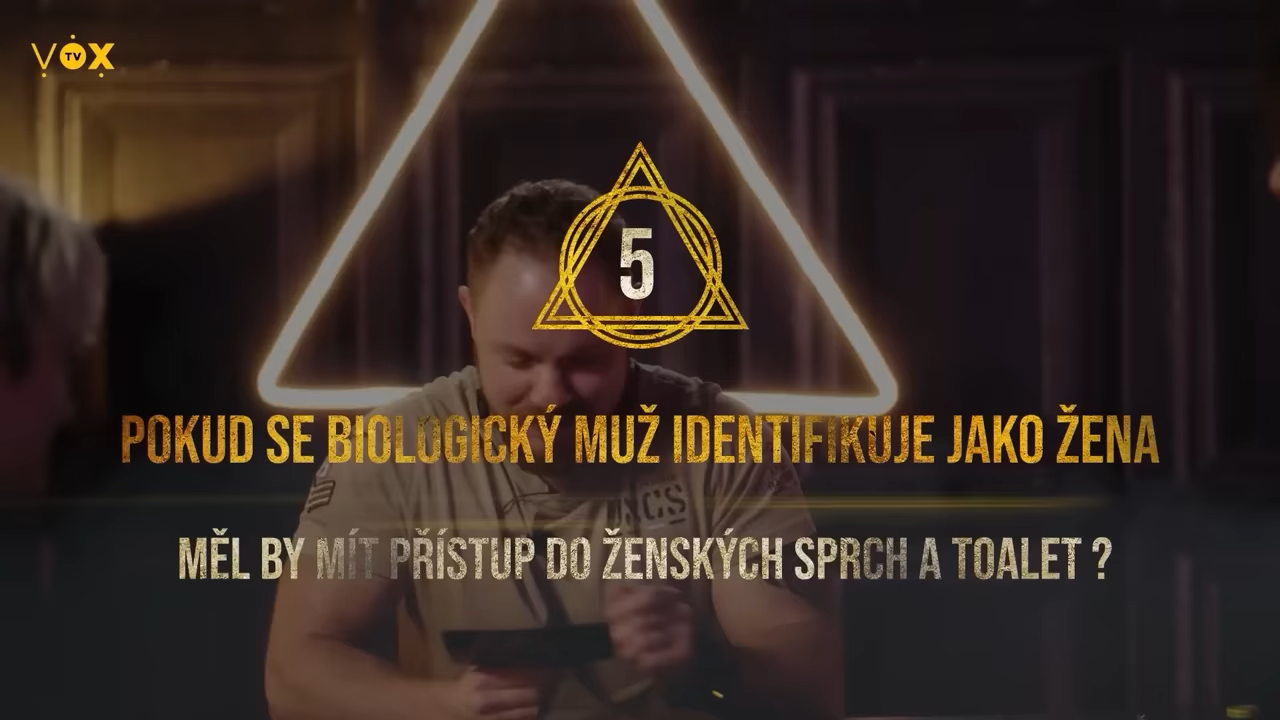 VOX
TV
5
POKUD SE BIOLOGICKÝ MUŽ IDENTIFIKUJE JAKO ŽENA
MĚL BY MÍT PŘÍSTUP DO ŽENSKÝCH SPRCH A TOALET ?